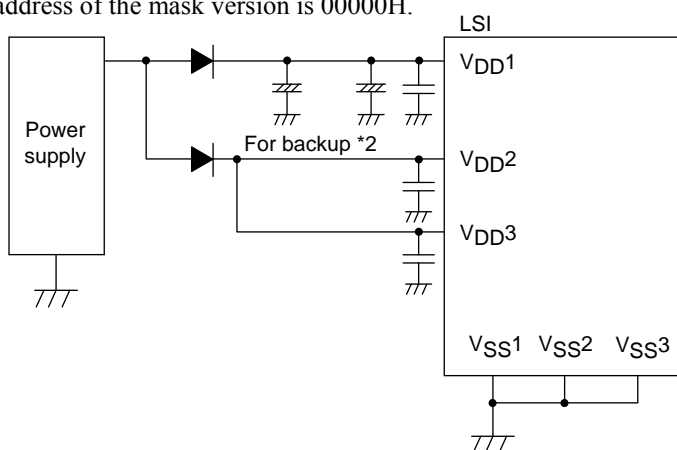 address of the mask version is 00000H.
LSI
VDD1
Power
supply
For backup *2
VDD2
VDD3
VSS1 VSS2 VSS3